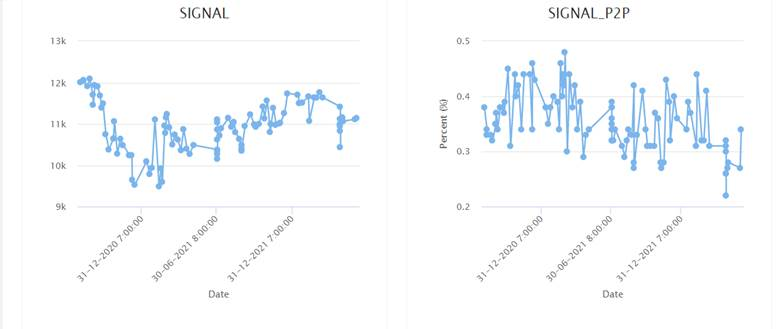 SIGNAL
13k
12k
11k
10k
9k
31-12-2020 7:00:00
30-06-2021 8:00:00
31-12-2021 7:00:00
Date
SIGNAL_P2P
Percent (%)
0.5
0.4
0.3
0.2
31-12-2020 7:00:00
30-06-2021 8:00:00
31-12-2021 7:00:00
Date